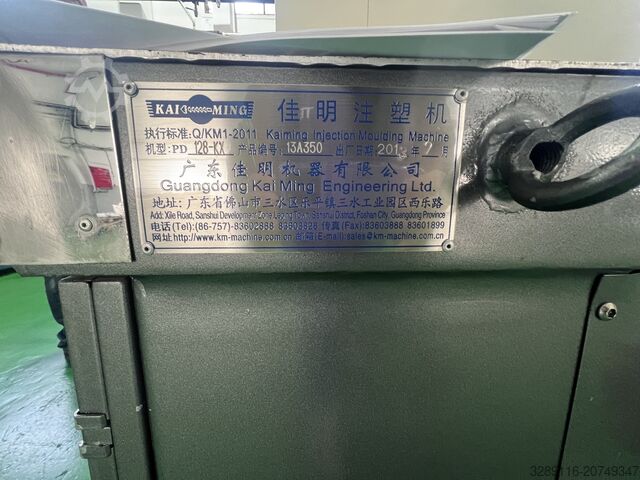 KAI MING 佳明注塑机
执行标准:Q/KM1-2011 Kaiming Injection Moulding Machine
机型:PD 128-KX 产品编号:13A350 出厂日期:201 年 7 月
广东佳明机器有限公司
Guangdong Kai Ming Engineering Ltd.
地址:广东省佛山市三水区乐平镇三水工业园区西乐路
Add: Xile Road, Sanshui Development Zone Leping Town, Sanshui District, Foshan City, Guangdong Province
电话(Tel):(86-757)-83602888 83603828 传真(Fax):83603888 83601899
网址:http://www.km-machine.com.cn 邮箱(E-mail):sales@km-machine.com.cn
3289116-20749347